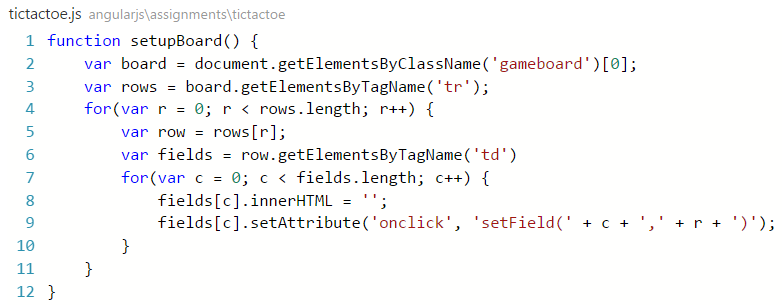 tictactoe.js angularjs\assignments\tictactoe
1 function setupBoard() {
2     var board = document.getElementsByClassName('gameboard')[0];
3     var rows = board.getElementsByTagName('tr');
4     for(var r = 0; r < rows.length; r++) {
5         var row = rows[r];
6         var fields = row.getElementsByTagName('td')
7         for(var c = 0; c < fields.length; c++) {
8             fields[c].innerHTML = '';
9             fields[c].setAttribute('onclick', 'setField(' + c + ',' + r + ')');
10         }
11     }
12 }